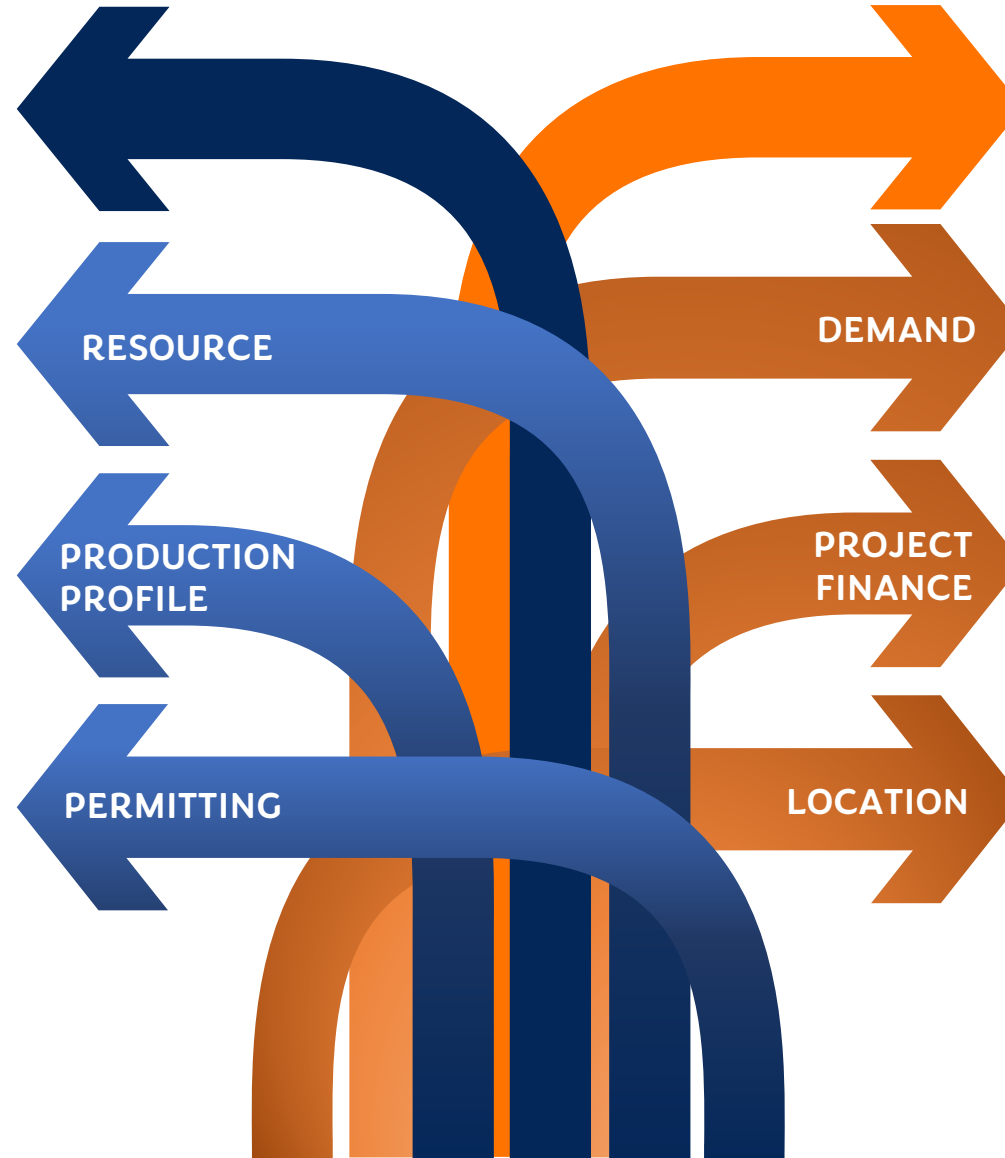 RESOURCE
PRODUCTION
PROFILE
PERMITTING
DEMAND
PROJECT
FINANCE
LOCATION